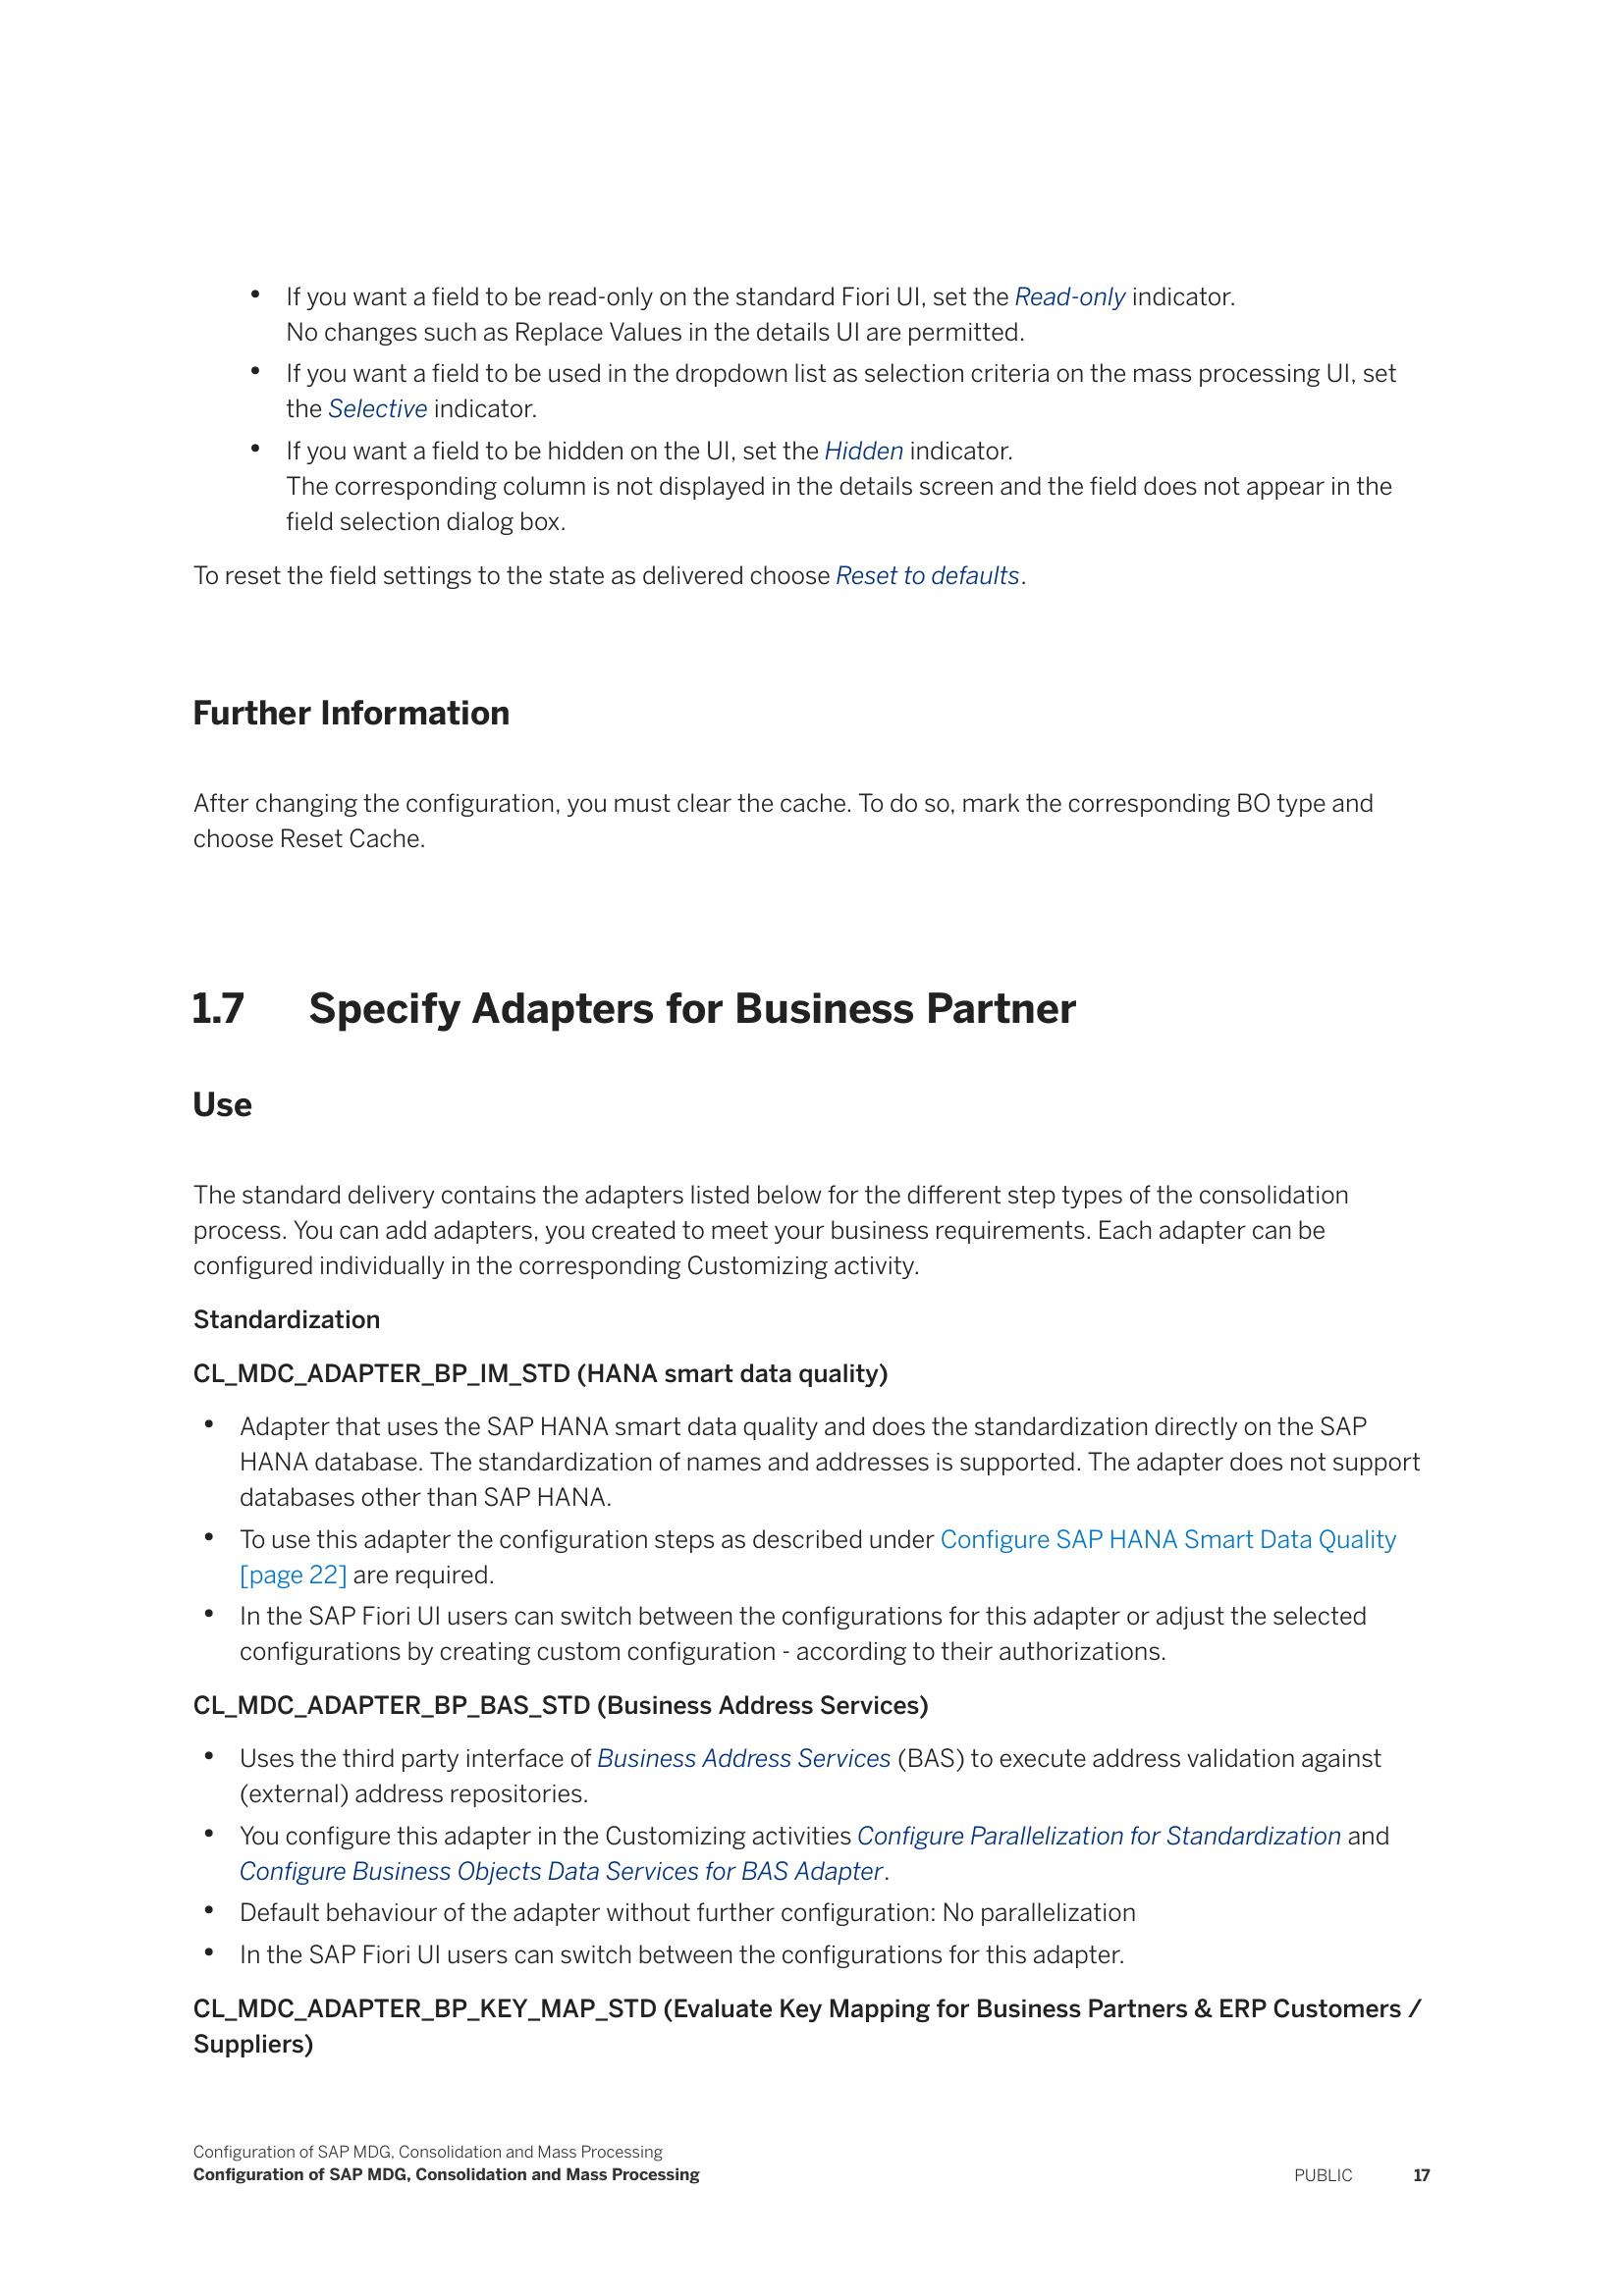 • If you want a field to be read-only on the standard Fiori UI, set the Read-only indicator.
No changes such as Replace Values in the details UI are permitted.
• If you want a field to be used in the dropdown list as selection criteria on the mass processing UI, set
the Selective indicator.
• If you want a field to be hidden on the UI, set the Hidden indicator.
The corresponding column is not displayed in the details screen and the field does not appear in the
field selection dialog box.
To reset the field settings to the state as delivered choose Reset to defaults.
Further Information
After changing the configuration, you must clear the cache. To do so, mark the corresponding BO type and
choose Reset Cache.
1.7 Specify Adapters for Business Partner
Use
The standard delivery contains the adapters listed below for the different step types of the consolidation
process. You can add adapters, you created to meet your business requirements. Each adapter can be
configured individually in the corresponding Customizing activity.
Standardization
CL_MDC_ADAPTER_BP_IM_STD (HANA smart data quality)
• Adapter that uses the SAP HANA smart data quality and does the standardization directly on the SAP
HANA database. The standardization of names and addresses is supported. The adapter does not support
databases other than SAP HANA.
• To use this adapter the configuration steps as described under Configure SAP HANA Smart Data Quality
[page 22] are required.
• In the SAP Fiori UI users can switch between the configurations for this adapter or adjust the selected
configurations by creating custom configuration - according to their authorizations.
CL_MDC_ADAPTER_BP_BAS_STD (Business Address Services)
• Uses the third party interface of Business Address Services (BAS) to execute address validation against
(external) address repositories.
• You configure this adapter in the Customizing activities Configure Parallelization for Standardization and
Configure Business Objects Data Services for BAS Adapter.
• Default behaviour of the adapter without further configuration: No parallelization
• In the SAP Fiori UI users can switch between the configurations for this adapter.
CL_MDC_ADAPTER_BP_KEY_MAP_STD (Evaluate Key Mapping for Business Partners & ERP Customers /
Suppliers)
Configuration of SAP MDG, Consolidation and Mass Processing
Configuration of SAP MDG, Consolidation and Mass Processing PUBLIC 17